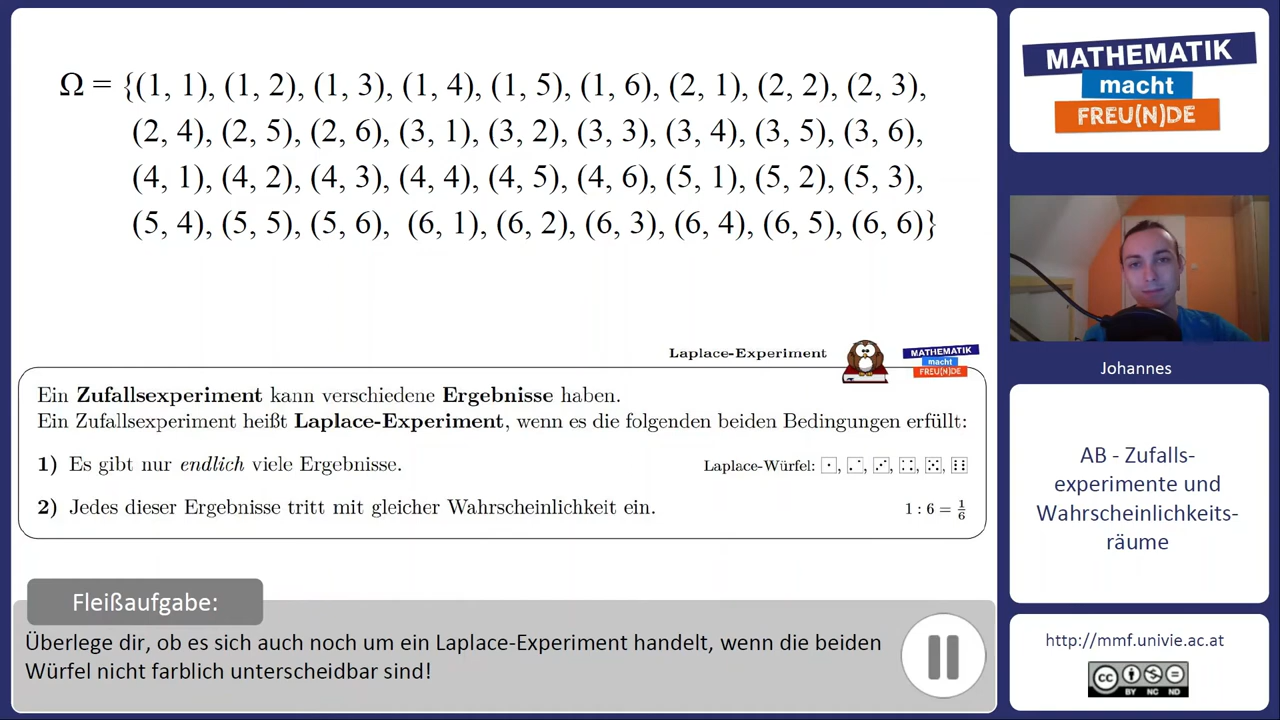 Ω = {(1, 1), (1, 2), (1, 3), (1, 4), (1, 5), (1, 6), (2, 1), (2, 2), (2, 3),
(2, 4), (2, 5), (2, 6), (3, 1), (3, 2), (3, 3), (3, 4), (3, 5), (3, 6),
(4, 1), (4, 2), (4, 3), (4, 4), (4, 5), (4, 6), (5, 1), (5, 2), (5, 3),
(5, 4), (5, 5), (5, 6), (6, 1), (6, 2), (6, 3), (6, 4), (6, 5), (6, 6)}
Laplace-Experiment
MATHEMATIK
macht
FREU(N)DE
Ein Zufallsexperiment kann verschiedene Ergebnisse haben.
Ein Zufallsexperiment heißt Laplace-Experiment, wenn es die folgenden beiden Bedingungen erfüllt:
1) Es gibt nur endlich viele Ergebnisse. Laplace-Würfel: ⚀, ⚁, ⚂, ⚃, ⚄, ⚅
2) Jedes dieser Ergebnisse tritt mit gleicher Wahrscheinlichkeit ein. 1 : 6 = 1/6
Fleißaufgabe:
Überlege dir, ob es sich auch noch um ein Laplace-Experiment handelt, wenn die beiden
Würfel nicht farblich unterscheidbar sind!
MATHEMATIK
macht
FREU(N)DE
Johannes
AB - Zufalls-
experimente und
Wahrscheinlichkeits-
räume
http://mmf.univie.ac.at
cc
BY NC ND